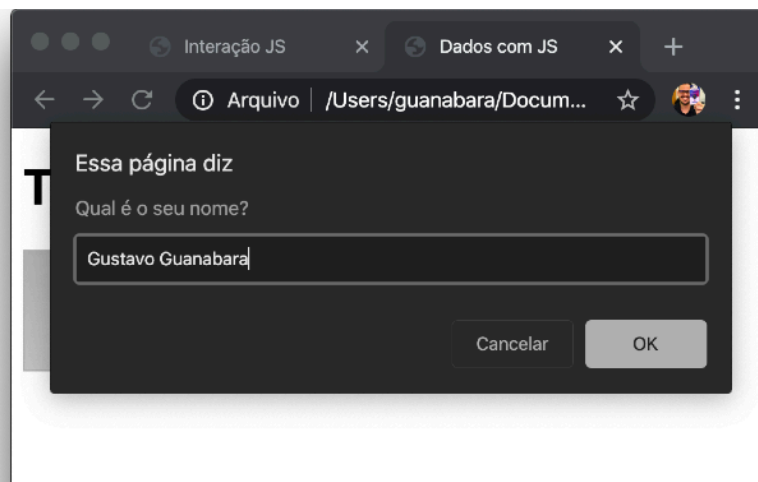 Interação JS
Dados com JS
Arquivo /Users/guanabara/Docum...
T
Essa página diz
Qual é o seu nome?
Gustavo Guanabara
Cancelar
OK